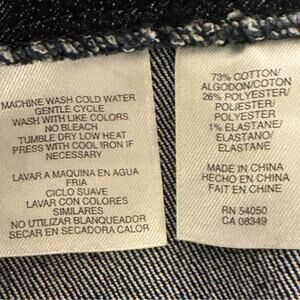 MACHINE WASH COLD WATER
GENTLE CYCLE
WASH WITH LIKE COLORS
NO BLEACH
TUMBLE DRY LOW HEAT
PRESS WITH COOL IRON IF
NECESSARY
LAVAR A MAQUINA EN AGUA
FRIA
CICLO SUAVE
LAVAR CON COLORES
SIMILARES
NO UTILIZAR BLANQUEADOR
SECAR EN SECADORA CALOR
73% COTTON/
ALGODON/COTON
26% POLYESTER/
POLIESTER/
POLYESTER
1% ELASTANE/
ELASTANO/
ELASTANE
MADE IN CHINA
HECHO EN CHINA
FAIT EN CHINE
RN 54050
CA 08349